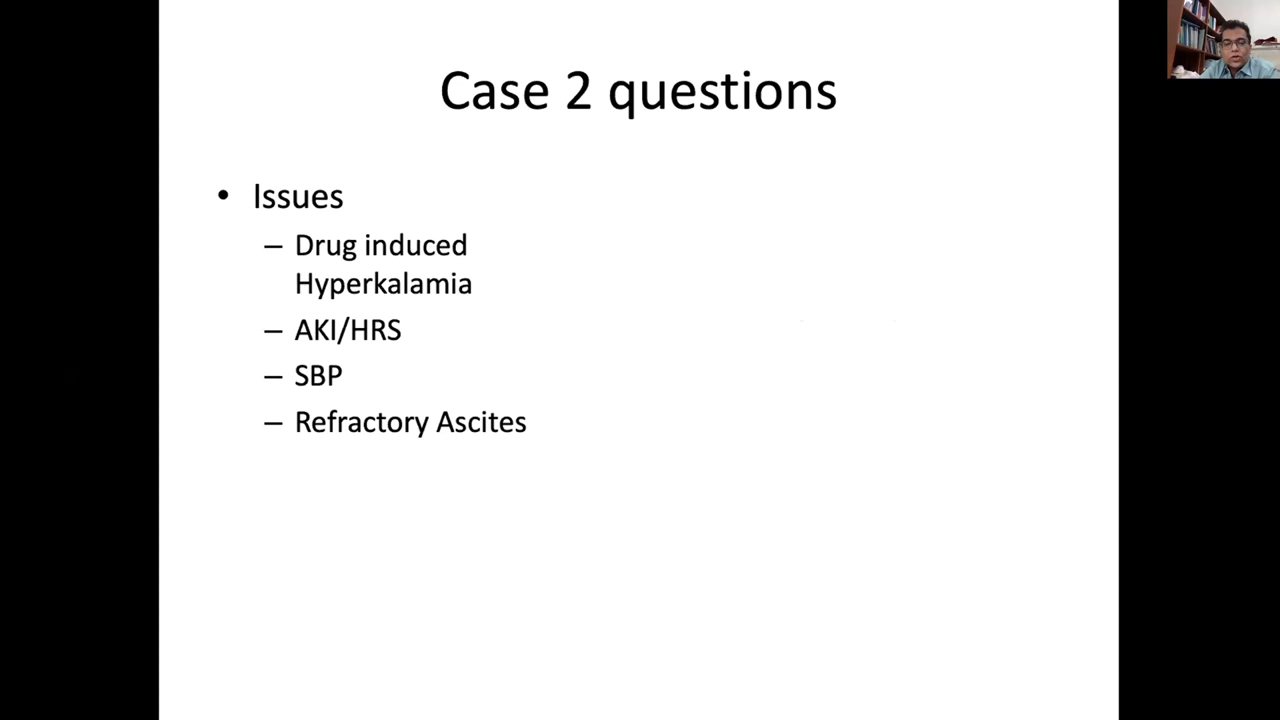 Case 2 questions
• Issues
– Drug induced
Hyperkalamia
– AKI/HRS
– SBP
– Refractory Ascites